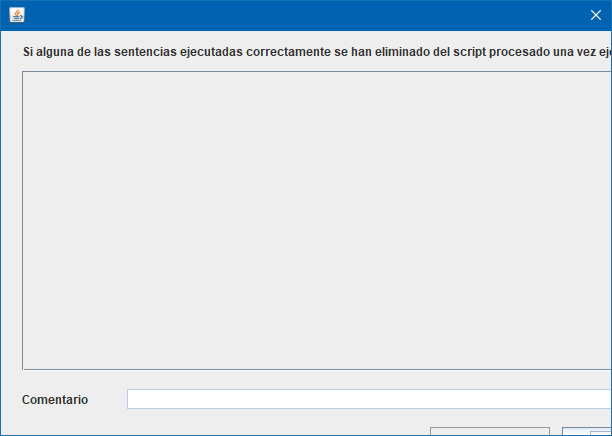 Si alguna de las sentencias ejecutadas correctamente se han eliminado del script procesado una vez
Comentario